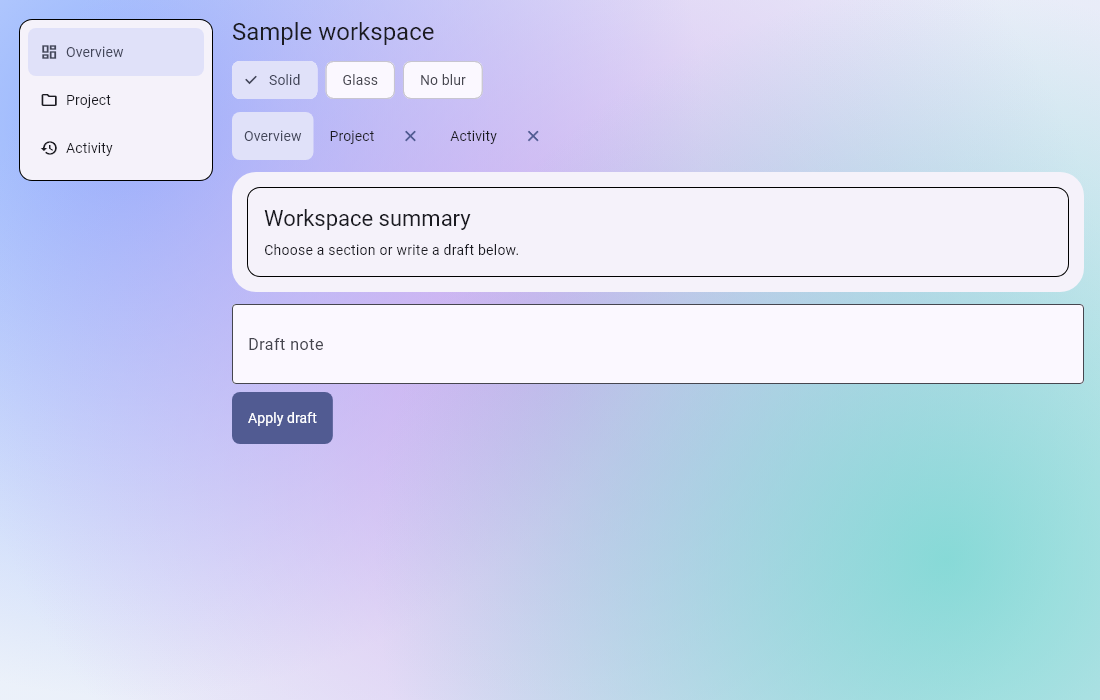 Overview
Project
Activity
Sample workspace
Solid
Glass
No blur
Overview
Project
Activity
Workspace summary
Choose a section or write a draft below.
Draft note
Apply draft